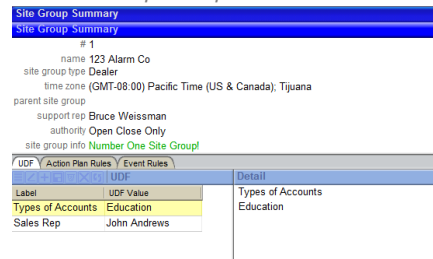 Site Group Summary
Site Group Summary
# 1
name 123 Alarm Co
site group type Dealer
time zone (GMT-08:00) Pacific Time (US & Canada); Tijuana
parent site group
support rep Bruce Weissman
authority Open Close Only
site group info Number One Site Group!
UDF Action Plan Rules Event Rules
UDF Detail
Label UDF Value Types of Accounts
Types of Accounts Education Education
Sales Rep John Andrews